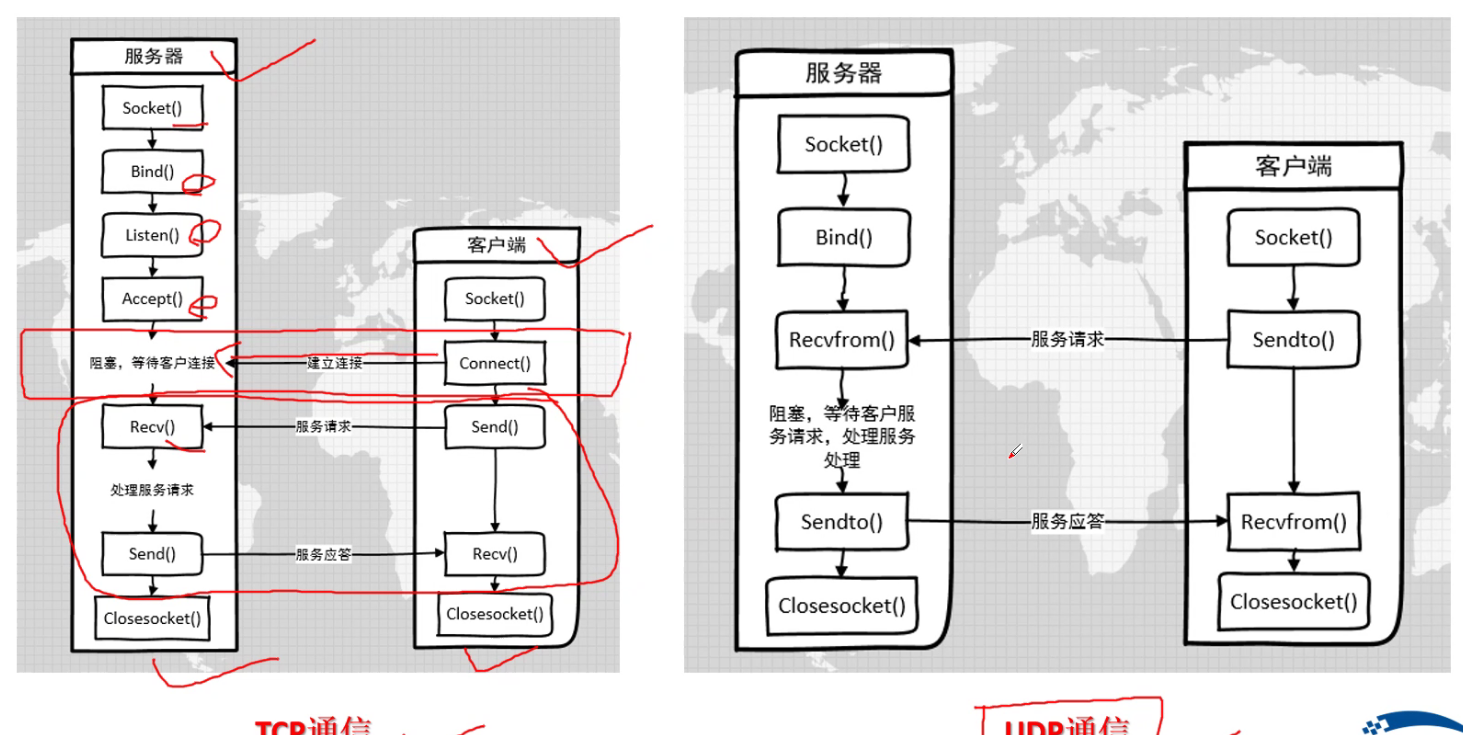 服务器
Socket()
Bind()
Listen()
Accept()
阻塞，等待客户连接
Recv()
处理服务请求
Send()
Closesocket()
建立连接
服务请求
服务应答
客户端
Socket()
Connect()
Send()
Recv()
Closesocket()
TCP通信
服务器
Socket()
Bind()
Recvfrom()
阻塞，等待客户服
务请求，处理服务
处理
Sendto()
Closesocket()
服务请求
服务应答
客户端
Socket()
Sendto()
Recvfrom()
Closesocket()
UDP通信